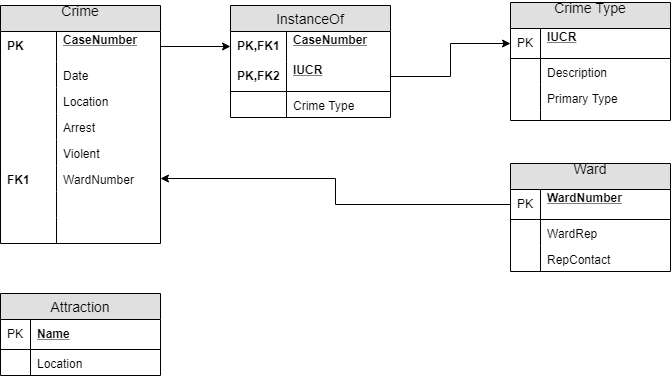 Crime
PK CaseNumber
Date
Location
Arrest
Violent
FK1 WardNumber
InstanceOf
PK,FK1 CaseNumber
PK,FK2 IUCR
Crime Type
Crime Type
PK IUCR
Description
Primary Type
Ward
PK WardNumber
WardRep
RepContact
Attraction
PK Name
Location